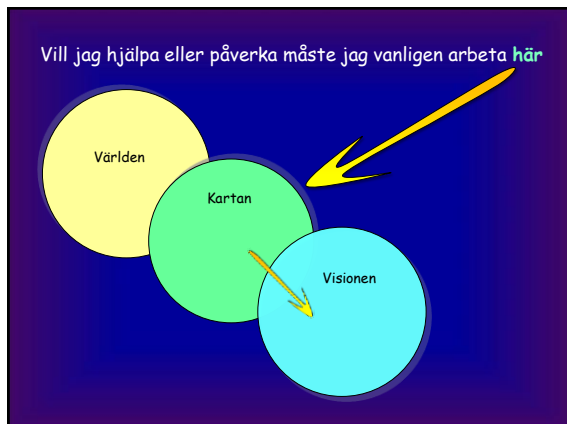 Vill jag hjälpa eller påverka måste jag vanligen arbeta här
Världen
Kartan
Visionen